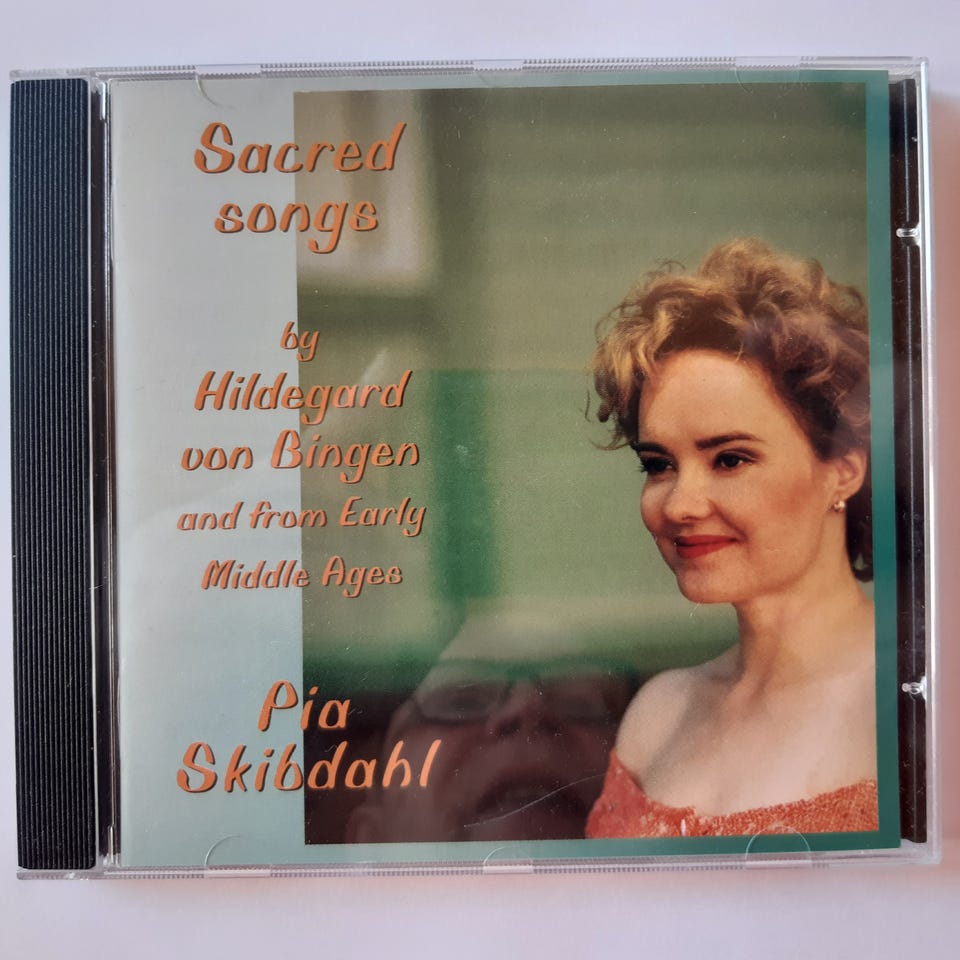 Sacred
songs
by
Hildegard
von Bingen
and from Early
Middle Ages
Pia
Skibdahl